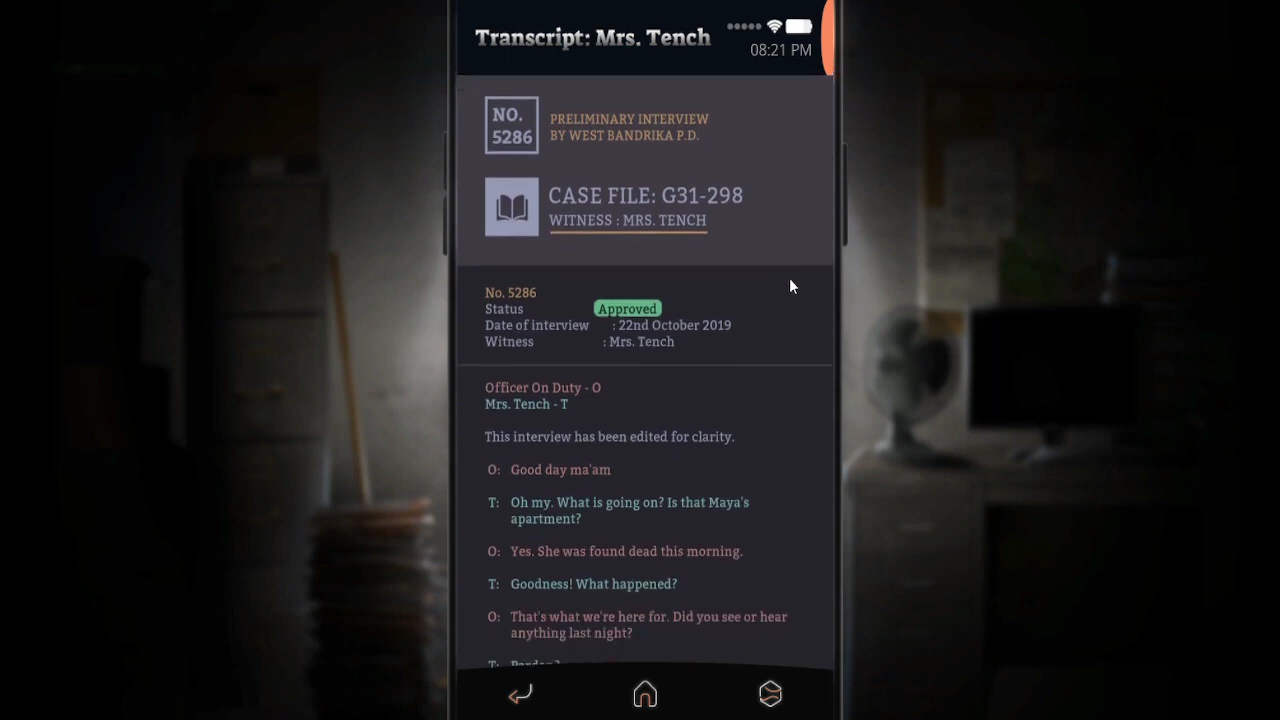 Transcript: Mrs. Tench
08:21 PM
NO.
5286
PRELIMINARY INTERVIEW
BY WEST BANDRIKA P.D.
CASE FILE: G31-298
WITNESS : MRS. TENCH
No. 5286
Status Approved
Date of interview : 22nd October 2019
Witness : Mrs. Tench
Officer On Duty - O
Mrs. Tench - T
This interview has been edited for clarity.
O: Good day ma'am
T: Oh my. What is going on? Is that Maya's
apartment?
O: Yes. She was found dead this morning.
T: Goodness! What happened?
O: That's what we're here for. Did you see or hear
anything last night?
T: Pardon?